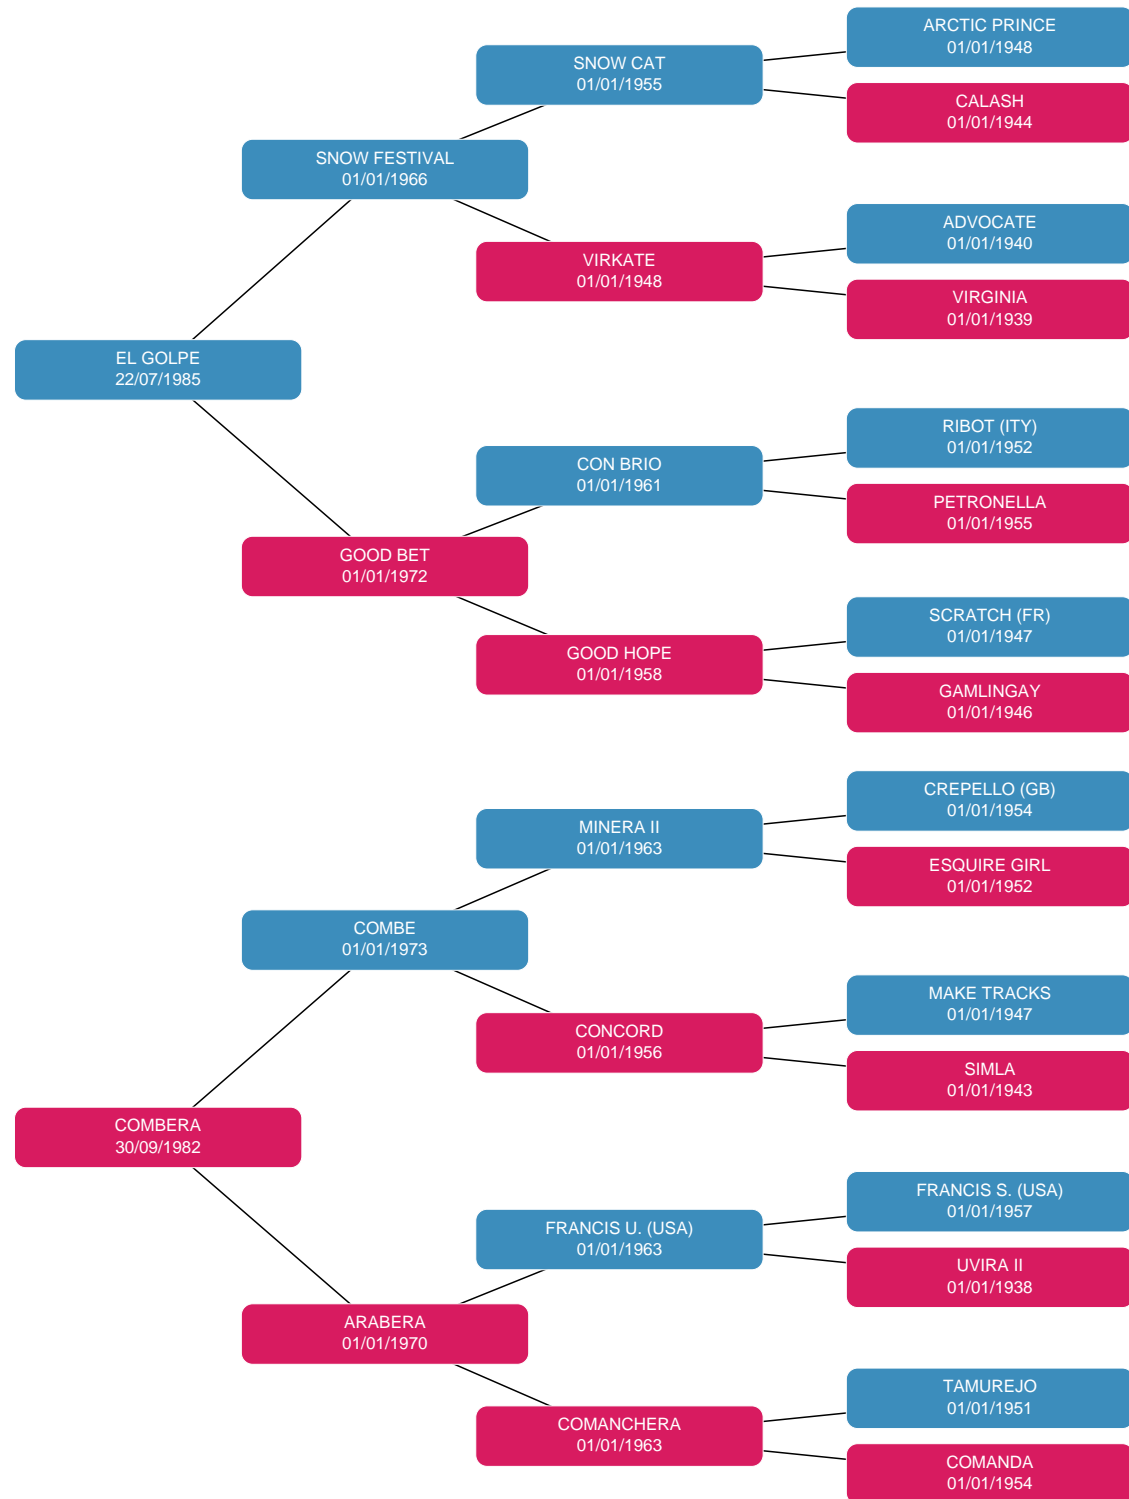 ARCTIC PRINCE
01/01/1948
SNOW CAT
01/01/1955
CALASH
01/01/1944
SNOW FESTIVAL
01/01/1966
ADVOCATE
01/01/1940
VIRKATE
01/01/1948
VIRGINIA
01/01/1939
EL GOLPE
22/07/1985
RIBOT (ITY)
01/01/1952
CON BRIO
01/01/1961
PETRONELLA
01/01/1955
GOOD BET
01/01/1972
SCRATCH (FR)
01/01/1947
GOOD HOPE
01/01/1958
GAMLINGAY
01/01/1946
CREPELLO (GB)
01/01/1954
MINERA II
01/01/1963
ESQUIRE GIRL
01/01/1952
COMBE
01/01/1973
MAKE TRACKS
01/01/1947
CONCORD
01/01/1956
SIMLA
01/01/1943
COMBERA
30/09/1982
FRANCIS S. (USA)
01/01/1957
FRANCIS U. (USA)
01/01/1963
UVIRA II
01/01/1938
ARABERA
01/01/1970
TAMUREJO
01/01/1951
COMANCHERA
01/01/1963
COMANDA
01/01/1954